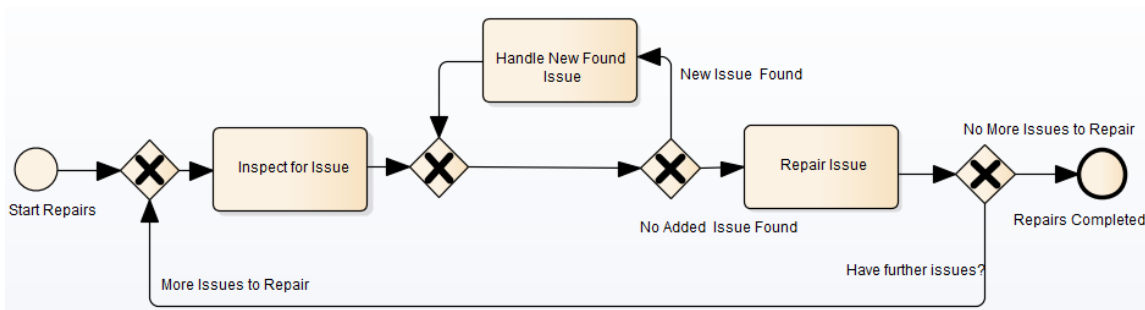 Handle New Found
Issue
New Issue  Found
No More Issues to Repair
Inspect for Issue
Repair Issue
Start Repairs
No Added  Issue Found
Repairs Completed
Have further issues?
More Issues to Repair